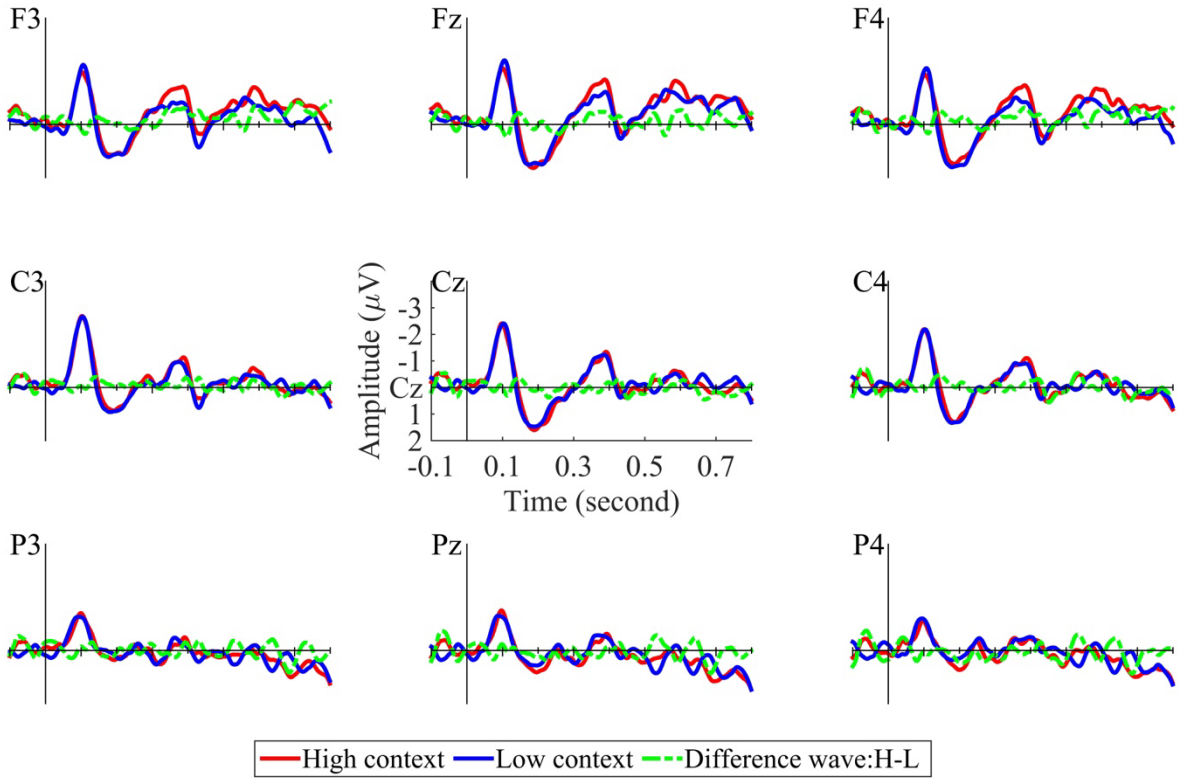 F3
Fz
F4
C3
Cz
C4
Amplitude (μV)
-3
-2
-1
Cz
1
2
-0.1 0.1 0.3 0.5 0.7
Time (second)
P3
Pz
P4
High context Low context Difference wave:H-L